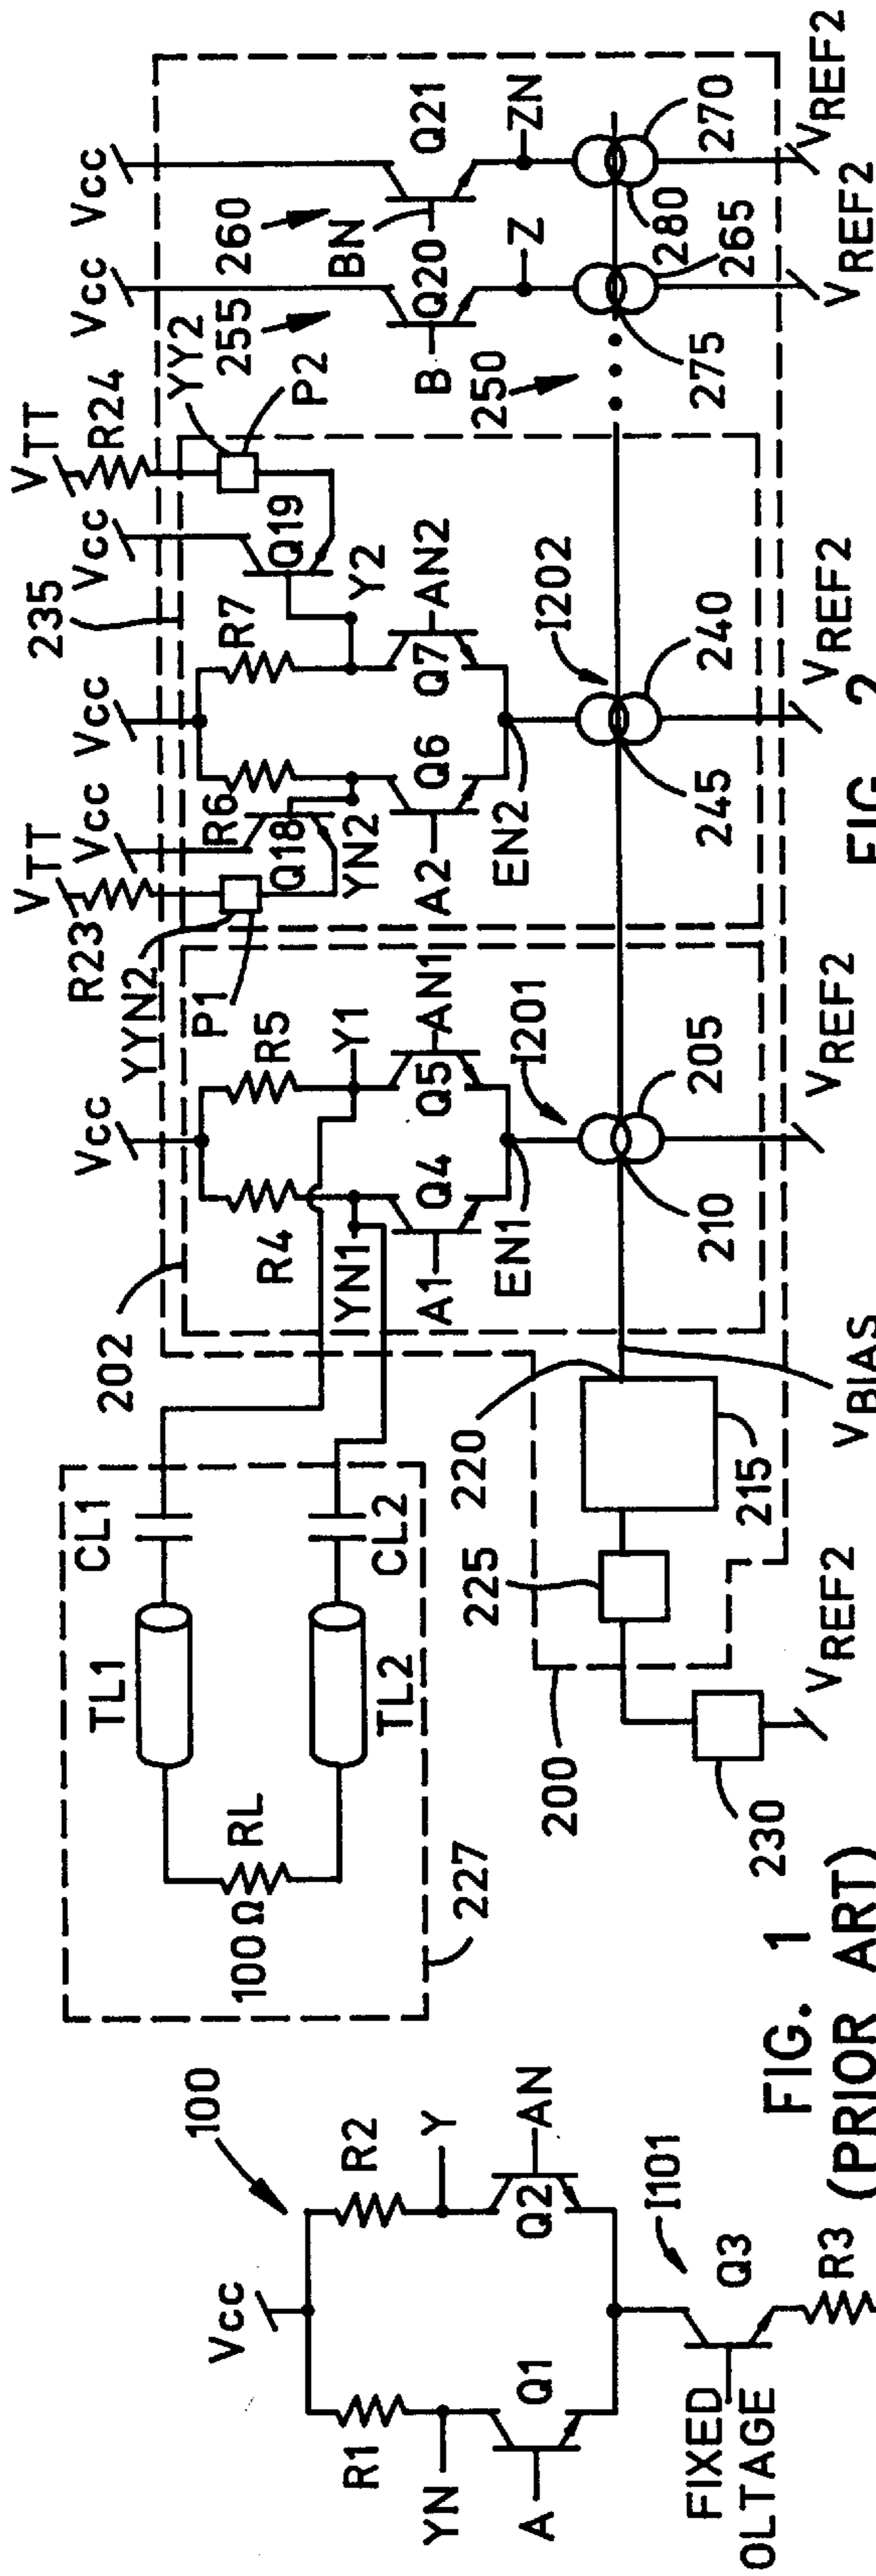 100
Vcc
R1
R2
YN
Y
A
Q1
Q2
AN
I101
Q3
FIXED
OLTAGE
R3
FIG. 1
(PRIOR ART)
227
100Ω
RL
TL1
TL2
CL1
CL2
200
230
VREF2
225
220
215
VBIAS
202
Vcc
R4
R5
YN1
Y1
A1
Q4
Q5
AN1
EN1
I201
210
205
VREF2
235
VTT
R23
YYN2
P1
Vcc
Q18
R6
YN2
Vcc
R7
Y2
A2
Q6
Q7
AN2
EN2
I202
245
240
VREF2
Vcc
Q19
VTT
R24
YY2
P2
FIG. 2
250
255
Vcc
B
Q20
Z
275
265
VREF2
260
Vcc
BN
Q21
ZN
280
270
VREF2